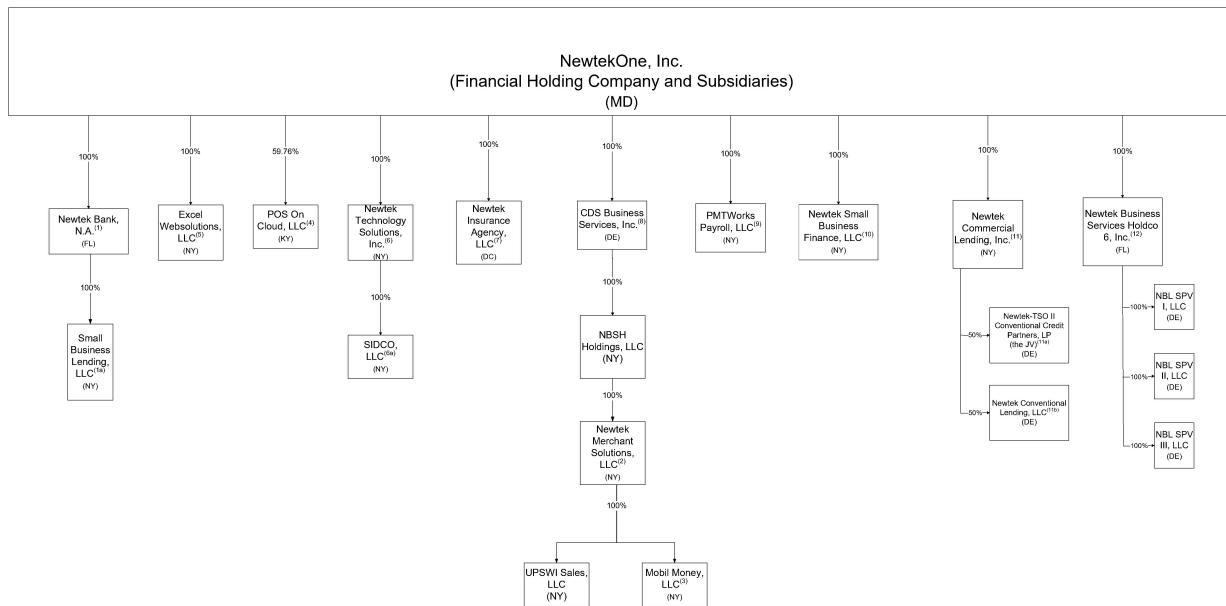 NewtekOne, Inc.
(Financial Holding Company and Subsidiaries)
(MD)
100%
100%
59.76%
100%
100%
100%
100%
100%
100%
100%
Newtek Bank,
N.A.(1)
(FL)
Excel
Websolutions,
LLC(5)
(NY)
POS On
Cloud, LLC(4)
(KY)
Newtek
Technology
Solutions,
Inc.(6)
(NY)
Newtek
Insurance
Agency,
LLC(7)
(DC)
CDS Business
Services, Inc.(8)
(DE)
PMTWorks
Payroll, LLC(9)
(NY)
Newtek Small
Business
Finance, LLC(10)
(NY)
Newtek
Commercial
Lending, Inc.(11)
(NY)
Newtek Business
Services Holdco
6, Inc.(12)
(FL)
100%
Small
Business
Lending,
LLC(1a)
(NY)
100%
SIDCO,
LLC(6a)
(NY)
100%
NBSH
Holdings, LLC
(NY)
100%
Newtek
Merchant
Solutions,
LLC(2)
(NY)
100%
UPSWI Sales,
LLC
(NY)
Mobil Money,
LLC(3)
(NY)
50%
Newtek-TSO II
Conventional Credit
Partners, LP
(the JV)(11a)
(DE)
50%
Newtek Conventional
Lending, LLC(11b)
(DE)
100%
NBL SPV
I, LLC
(DE)
100%
NBL SPV
II, LLC
(DE)
100%
NBL SPV
III, LLC
(DE)